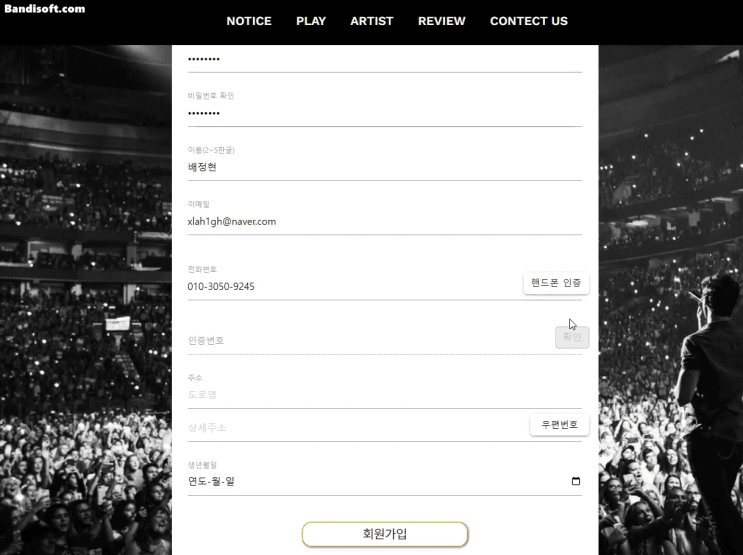 Bandisoft.com
NOTICE PLAY ARTIST REVIEW CONTECT US
••••••••
비밀번호 확인
••••••••
이름(2~5한글)
배정현
이메일
xlah1gh@naver.com
전화번호
010-3050-9245
핸드폰 인증
인증번호
확인
주소
도로명
상세주소
우편번호
생년월일
연도-월-일
회원가입